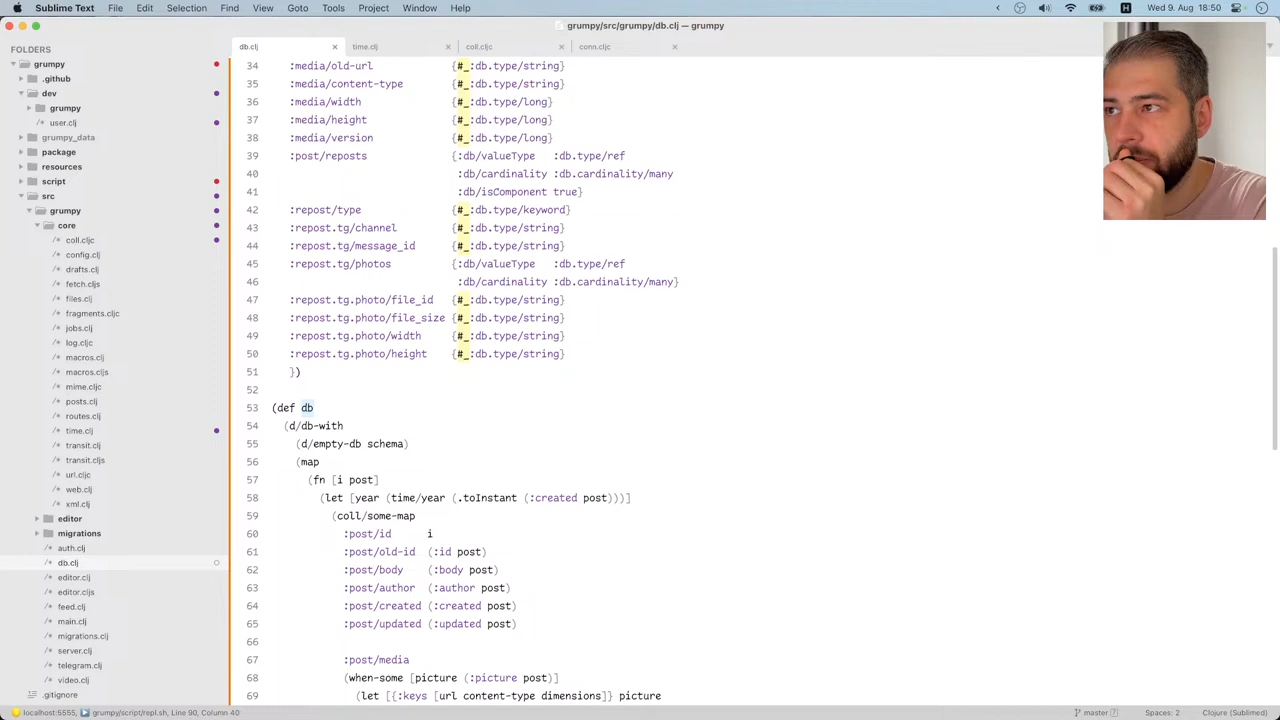 Sublime Text File Edit Selection Find View Goto Tools Project Window Help
Wed 9. Aug 18:50
grumpy/src/grumpy/db.clj — grumpy
FOLDERS
grumpy
.github
dev
grumpy
user.clj
grumpy_data
package
resources
script
src
grumpy
core
coll.cljc
config.clj
drafts.clj
fetch.cljs
files.clj
fragments.cljc
jobs.clj
log.cljc
macros.cljc
macros.cljs
mime.cljc
posts.clj
routes.clj
time.clj
transit.clj
transit.cljs
url.cljc
web.clj
xml.clj
editor
migrations
auth.clj
db.clj
editor.clj
editor.cljs
feed.clj
main.clj
migrations.clj
server.clj
telegram.clj
video.clj
.gitignore
db.clj × time.clj × coll.cljc × conn.cljc ×
34 :media/old-url {#_:db.type/string}
35 :media/content-type {#_:db.type/string}
36 :media/width {#_:db.type/long}
37 :media/height {#_:db.type/long}
38 :media/version {#_:db.type/long}
39 :post/reposts {:db/valueType :db.type/ref
40 :db/cardinality :db.cardinality/many
41 :db/isComponent true}
42 :repost/type {#_:db.type/keyword}
43 :repost.tg/channel {#_:db.type/string}
44 :repost.tg/message_id {#_:db.type/string}
45 :repost.tg/photos {:db/valueType :db.type/ref
46 :db/cardinality :db.cardinality/many}
47 :repost.tg.photo/file_id {#_:db.type/string}
48 :repost.tg.photo/file_size {#_:db.type/string}
49 :repost.tg.photo/width {#_:db.type/string}
50 :repost.tg.photo/height {#_:db.type/string}
51 })
52
53 (def db
54 (d/db-with
55 (d/empty-db schema)
56 (map
57 (fn [i post]
58 (let [year (time/year (.toInstant (:created post)))]
59 (coll/some-map
60 :post/id i
61 :post/old-id (:id post)
62 :post/body (:body post)
63 :post/author (:author post)
64 :post/created (:created post)
65 :post/updated (:updated post)
66
67 :post/media
68 (when-some [picture (:picture post)]
69 (let [{:keys [url content-type dimensions]} picture
localhost:5555, grumpy/script/repl.sh, Line 90, Column 40
master 7 Spaces: 2 Clojure (Sublimed)